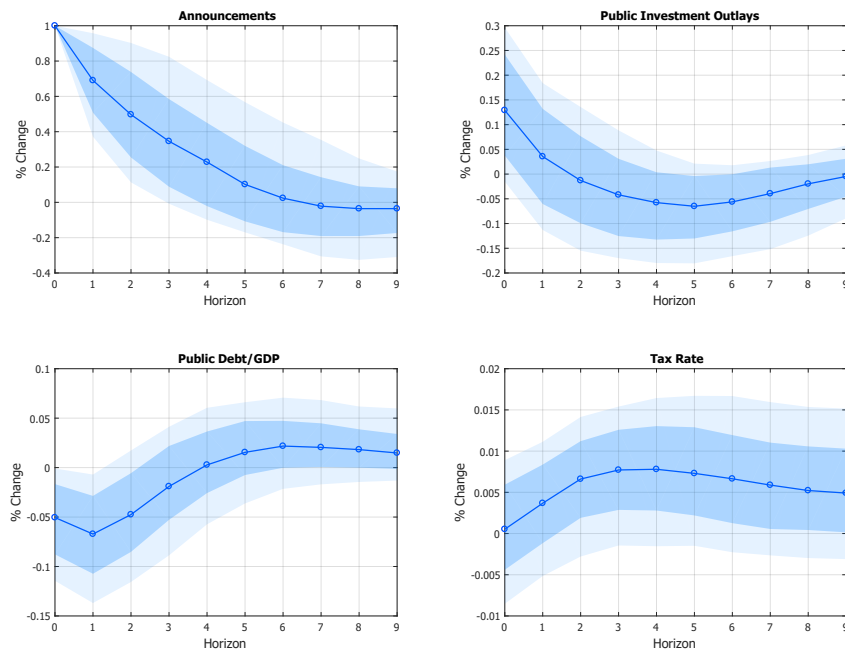 Announcements
% Change
1
0.8
0.6
0.4
0.2
0
-0.2
-0.4
0 1 2 3 4 5 6 7 8 9
Horizon
Public Investment Outlays
% Change
0.3
0.25
0.2
0.15
0.1
0.05
0
-0.05
-0.1
-0.15
-0.2
0 1 2 3 4 5 6 7 8 9
Horizon
Public Debt/GDP
% Change
0.1
0.05
0
-0.05
-0.1
-0.15
0 1 2 3 4 5 6 7 8 9
Horizon
Tax Rate
% Change
0.02
0.015
0.01
0.005
0
-0.005
-0.01
0 1 2 3 4 5 6 7 8 9
Horizon